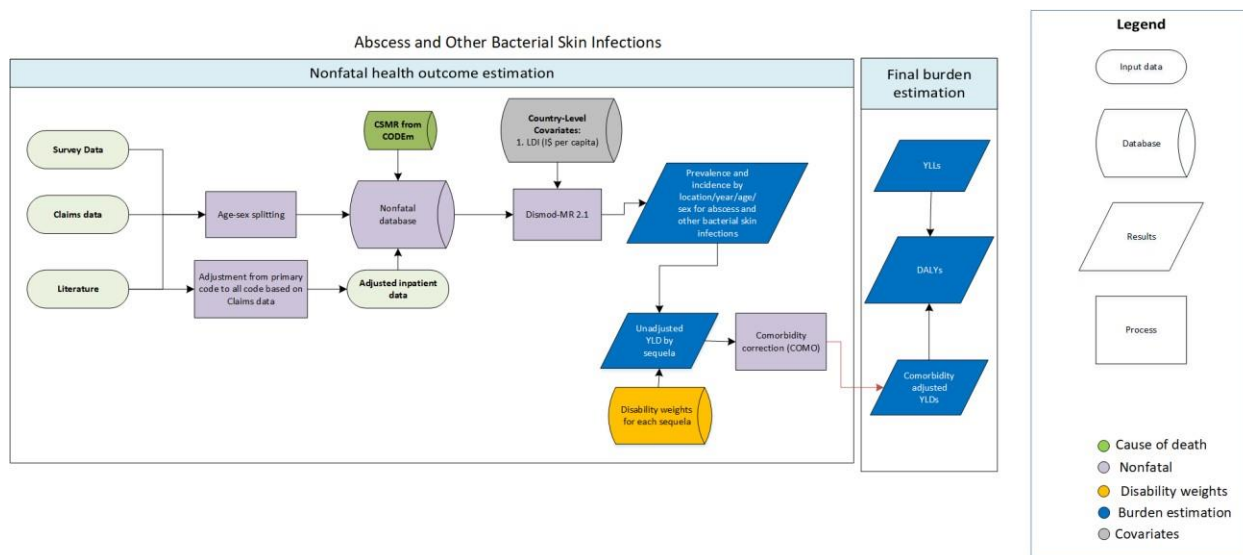 Abscess and Other Bacterial Skin Infections
Nonfatal health outcome estimation
Survey Data
Claims data
Literature
Age-sex splitting
Adjustment from primary
code to all code based on
Claims data
CSMR from
CODEm
Nonfatal
database
Adjusted inpatient
data
Country-Level
Covariates:
1. LDI (I$ per capita)
Dismod-MR 2.1
Prevalence and
incidence by
location/year/age/
sex for abscess and
other bacterial skin
infections
Unadjusted
YLD by
sequela
Disability weights
for each sequela
Comorbidity
correction (COMO)
Final burden
estimation
YLLs
DALYs
Comorbidity
adjusted
YLDs
Legend
Input data
Database
Results
Process
Cause of death
Nonfatal
Disability weights
Burden estimation
Covariates